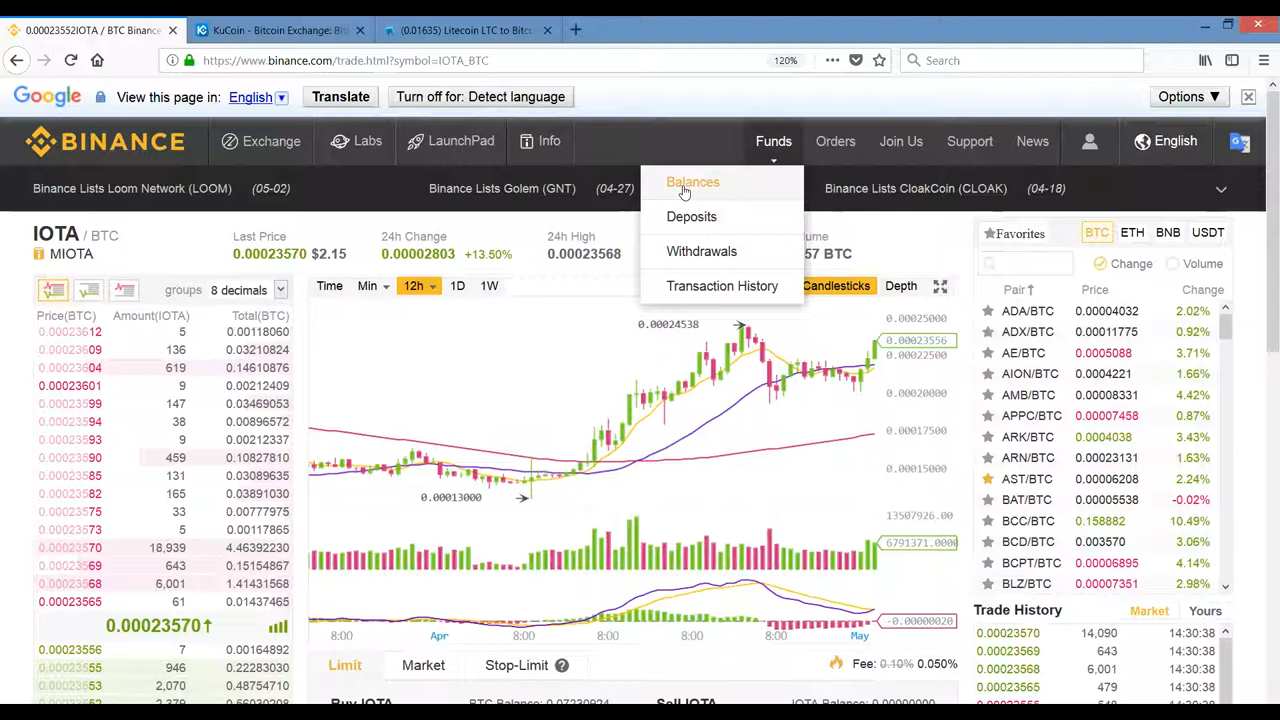 0.00023552IOTA / BTC Binance
KuCoin - Bitcoin Exchange: Bit
(0.01635) Litecoin LTC to Bitco
https://www.binance.com/trade.html?symbol=IOTA_BTC
120%
Search
Google
View this page in:
English
Translate
Turn off for: Detect language
Options ▼
BINANCE
Exchange
Labs
LaunchPad
Info
Funds
Orders
Join Us
Support
News
English
Binance Lists Loom Network (LOOM) (05-02)
Binance Lists Golem (GNT) (04-27)
Binance Lists CloakCoin (CLOAK) (04-18)
Balances
Deposits
Withdrawals
Transaction History
IOTA / BTC
MIOTA
Last Price
0.00023570 $2.15
24h Change
0.00002803 +13.50%
24h High
0.00023568
57 BTC
groups 8 decimals
Price(BTC) Amount(IOTA) Total(BTC)
0.00023612 5 0.00118060
0.00023609 136 0.03210824
0.00023604 619 0.14610876
0.00023601 9 0.00212409
0.00023599 147 0.03469053
0.00023594 38 0.00896572
0.00023593 9 0.00212337
0.00023590 459 0.10827810
0.00023585 131 0.03089635
0.00023582 165 0.03891030
0.00023575 33 0.00777975
0.00023573 5 0.00117865
0.00023570 18,939 4.46392230
0.00023569 643 0.15154867
0.00023568 6,001 1.41431568
0.00023565 61 0.01437465
0.00023570↑
0.00023556 7 0.00164892
0.00023555 946 0.22283030
0.00023553 2,070 0.48754710
Time Min 12h 1D 1W
Candlesticks Depth
0.00024538
0.00013000
0.00025000
0.00023556
0.00022500
0.00020000
0.00017500
0.00015000
13507926.00
6791371.0000
-0.00000020
8:00 Apr 8:00 8:00 8:00 8:00 May
Limit Market Stop-Limit
Fee: 0.10% 0.050%
Buy IOTA
BTC Balance: 0.07230924
Sell IOTA
IOTA Balance: 0.00000000
Favorites BTC ETH BNB USDT
Change Volume
Pair↑ Price Change
ADA/BTC 0.00004032 2.02%
ADX/BTC 0.00011775 0.92%
AE/BTC 0.0005088 3.71%
AION/BTC 0.0004221 1.66%
AMB/BTC 0.00008331 4.42%
APPC/BTC 0.00007458 0.87%
ARK/BTC 0.0004038 3.43%
ARN/BTC 0.00023131 1.63%
AST/BTC 0.00006208 2.24%
BAT/BTC 0.00005538 -0.02%
BCC/BTC 0.158882 10.49%
BCD/BTC 0.003570 3.06%
BCPT/BTC 0.00006895 4.14%
BLZ/BTC 0.00007351 2.98%
Trade History Market Yours
0.00023570 14,090 14:30:38
0.00023569 643 14:30:38
0.00023568 6,001 14:30:38
0.00023567 479 14:30:38